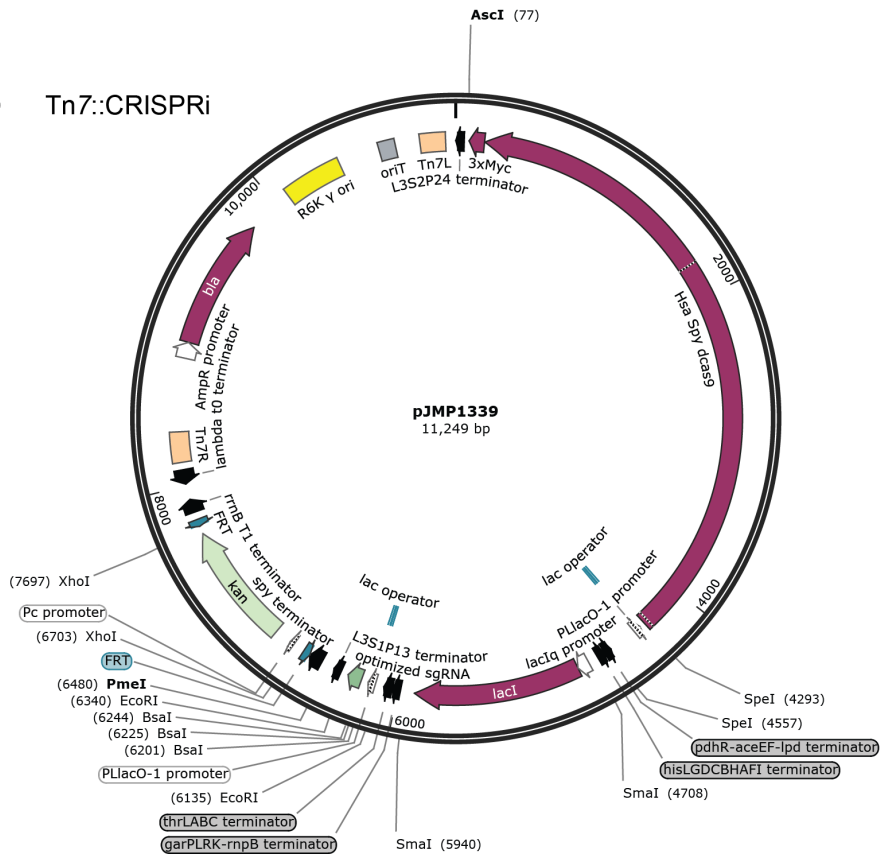 AscI (77)
Tn7::CRISPRi
oriT
Tn7L
3xMyc
L3S2P24 terminator
R6K γ ori
10,000
2000
bla
Hsa Spy dcas9
AmpR promoter
lambda t0 terminator
pJMP1339
11,249 bp
Tn7R
8000
rrnB T1 terminator
FRT
kan
spy terminator
lac operator
lac operator
PLlacO-1 promoter
4000
L3S1P13 terminator
optimized sgRNA
lacIq promoter
lacI
6000
(7697) XhoI
Pc promoter
(6703) XhoI
FRT
(6480) PmeI
(6340) EcoRI
(6244) BsaI
(6225) BsaI
(6201) BsaI
PLlacO-1 promoter
(6135) EcoRI
thrLABC terminator
garPLRK-rnpB terminator
SmaI (5940)
SpeI (4293)
SpeI (4557)
pdhR-aceEF-lpd terminator
hisLGDCBHAFI terminator
SmaI (4708)